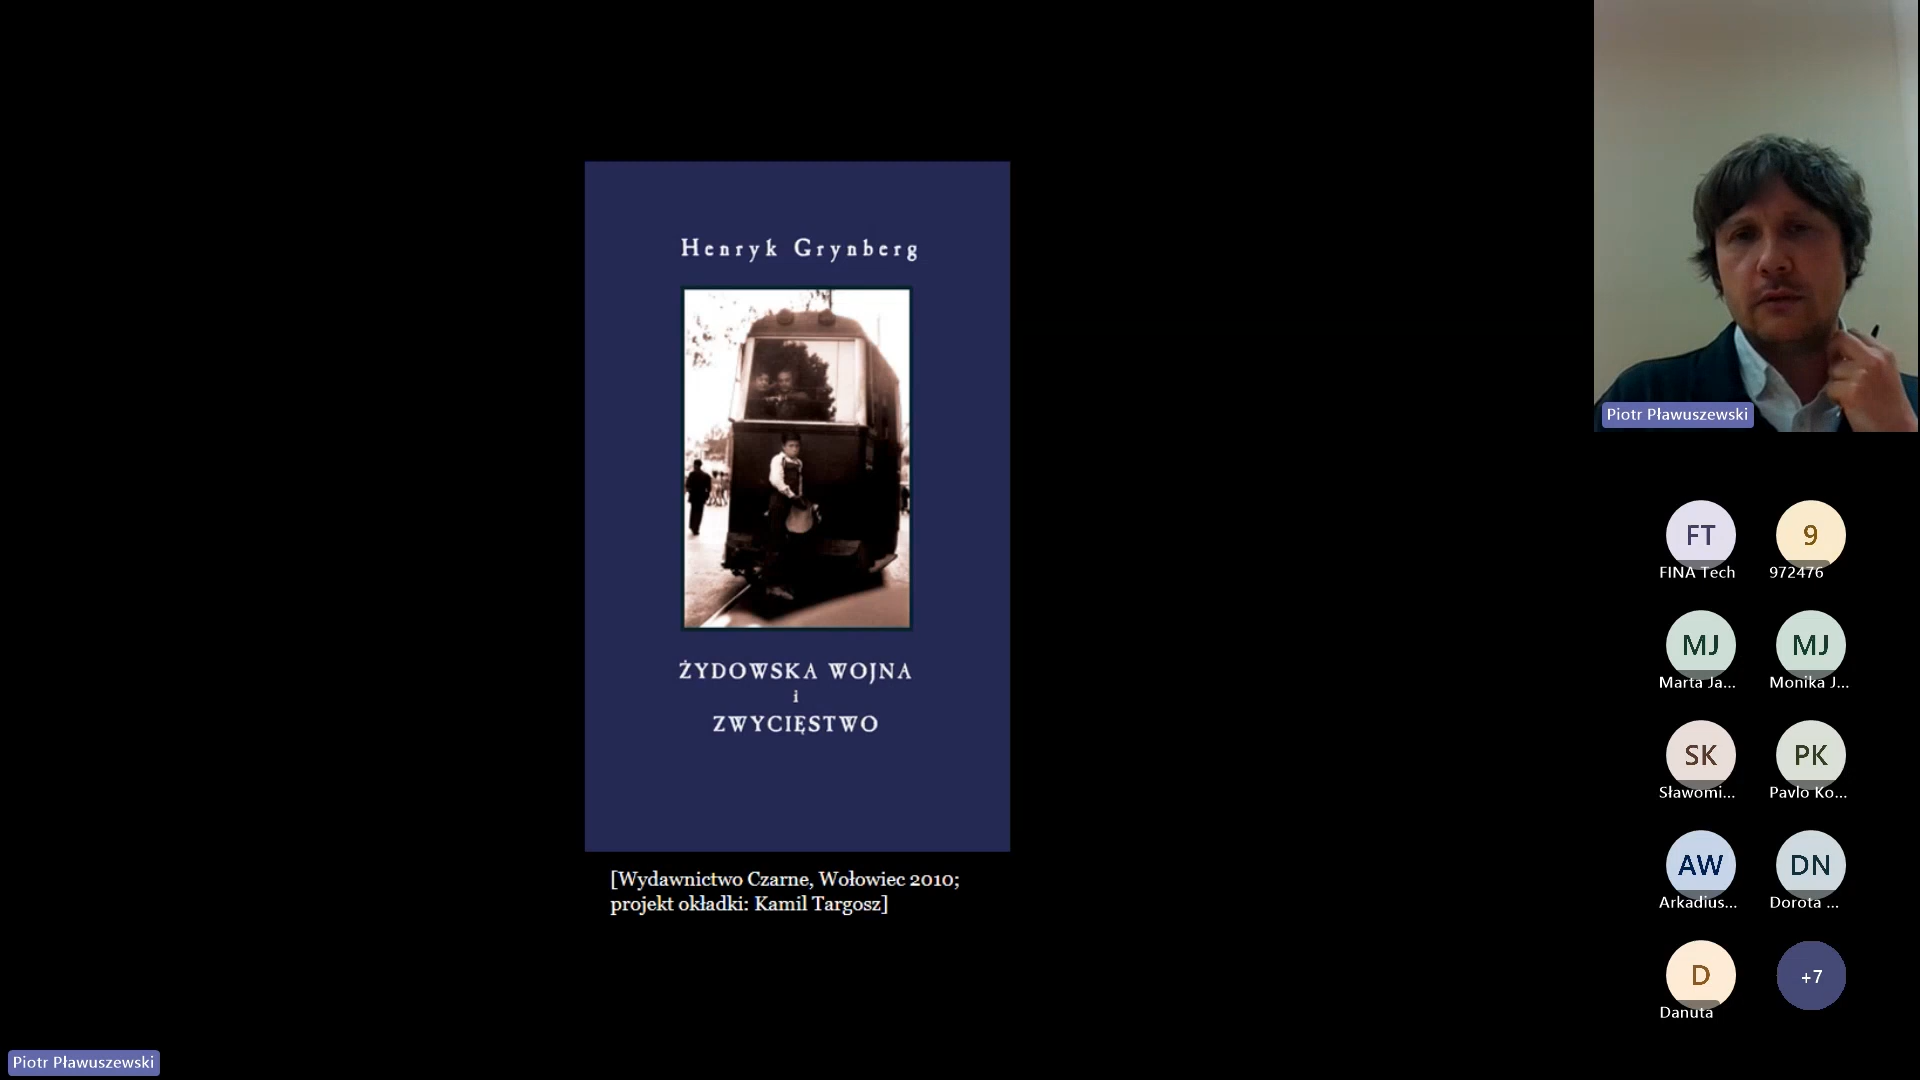 Henryk Grynberg
ŻYDOWSKA WOJNA
i
ZWYCIĘSTWO
[Wydawnictwo Czarne, Wołowiec 2010;
projekt okładki: Kamil Targosz]
Piotr Pławuszewski
Piotr Pławuszewski
FT
FINA Tech
9
972476
MJ
Marta Ja...
MJ
Monika J...
SK
Sławomi...
PK
Pavlo Ko...
AW
Arkadius...
DN
Dorota ...
D
Danuta
+7